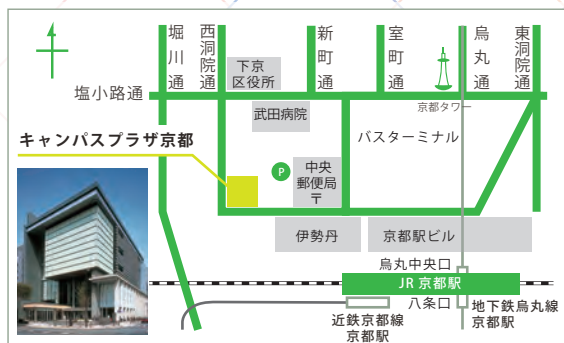 堀川通
西洞院通
新町通
室町通
烏丸通
東洞院通
下京
区役所
塩小路通
京都タワー
武田病院
バスターミナル
キャンパスプラザ京都
P
中央
郵便局
〒
伊勢丹
京都駅ビル
烏丸中央口
JR 京都駅
八条口
地下鉄烏丸線
京都駅
近鉄京都線
京都駅